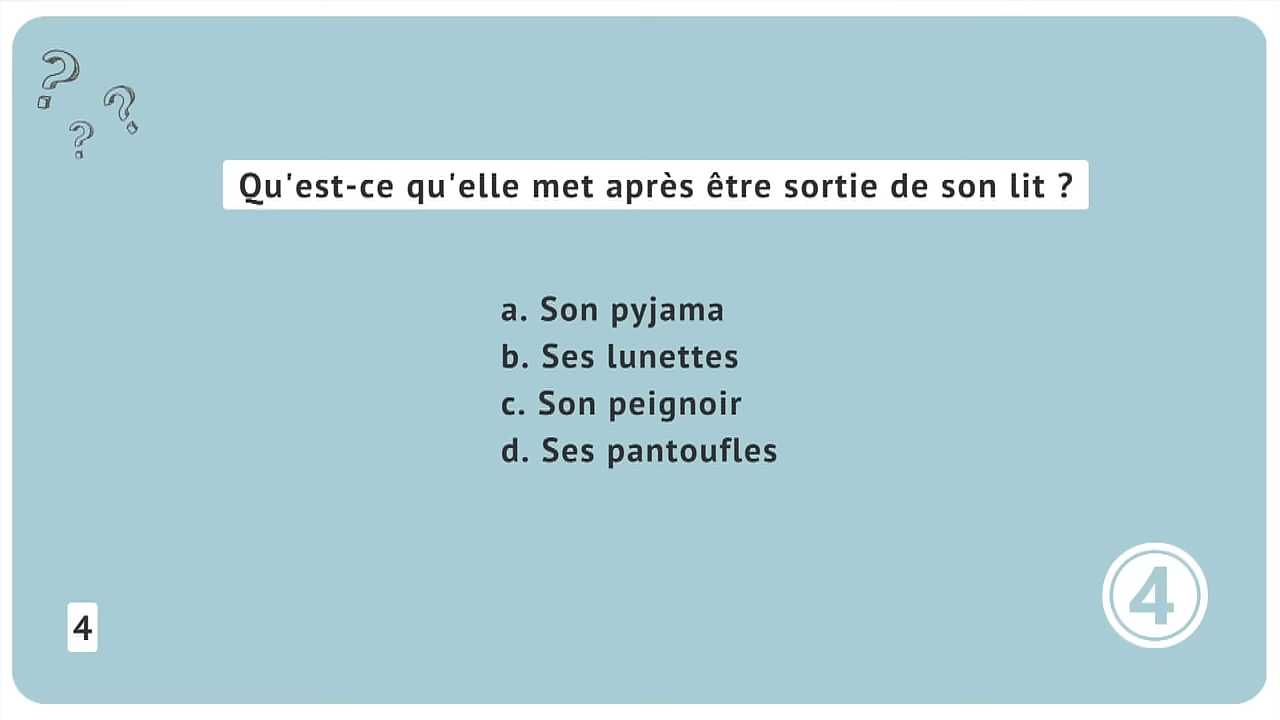 Qu'est-ce qu'elle met après être sortie de son lit ?
a. Son pyjama
b. Ses lunettes
c. Son peignoir
d. Ses pantoufles
4
4